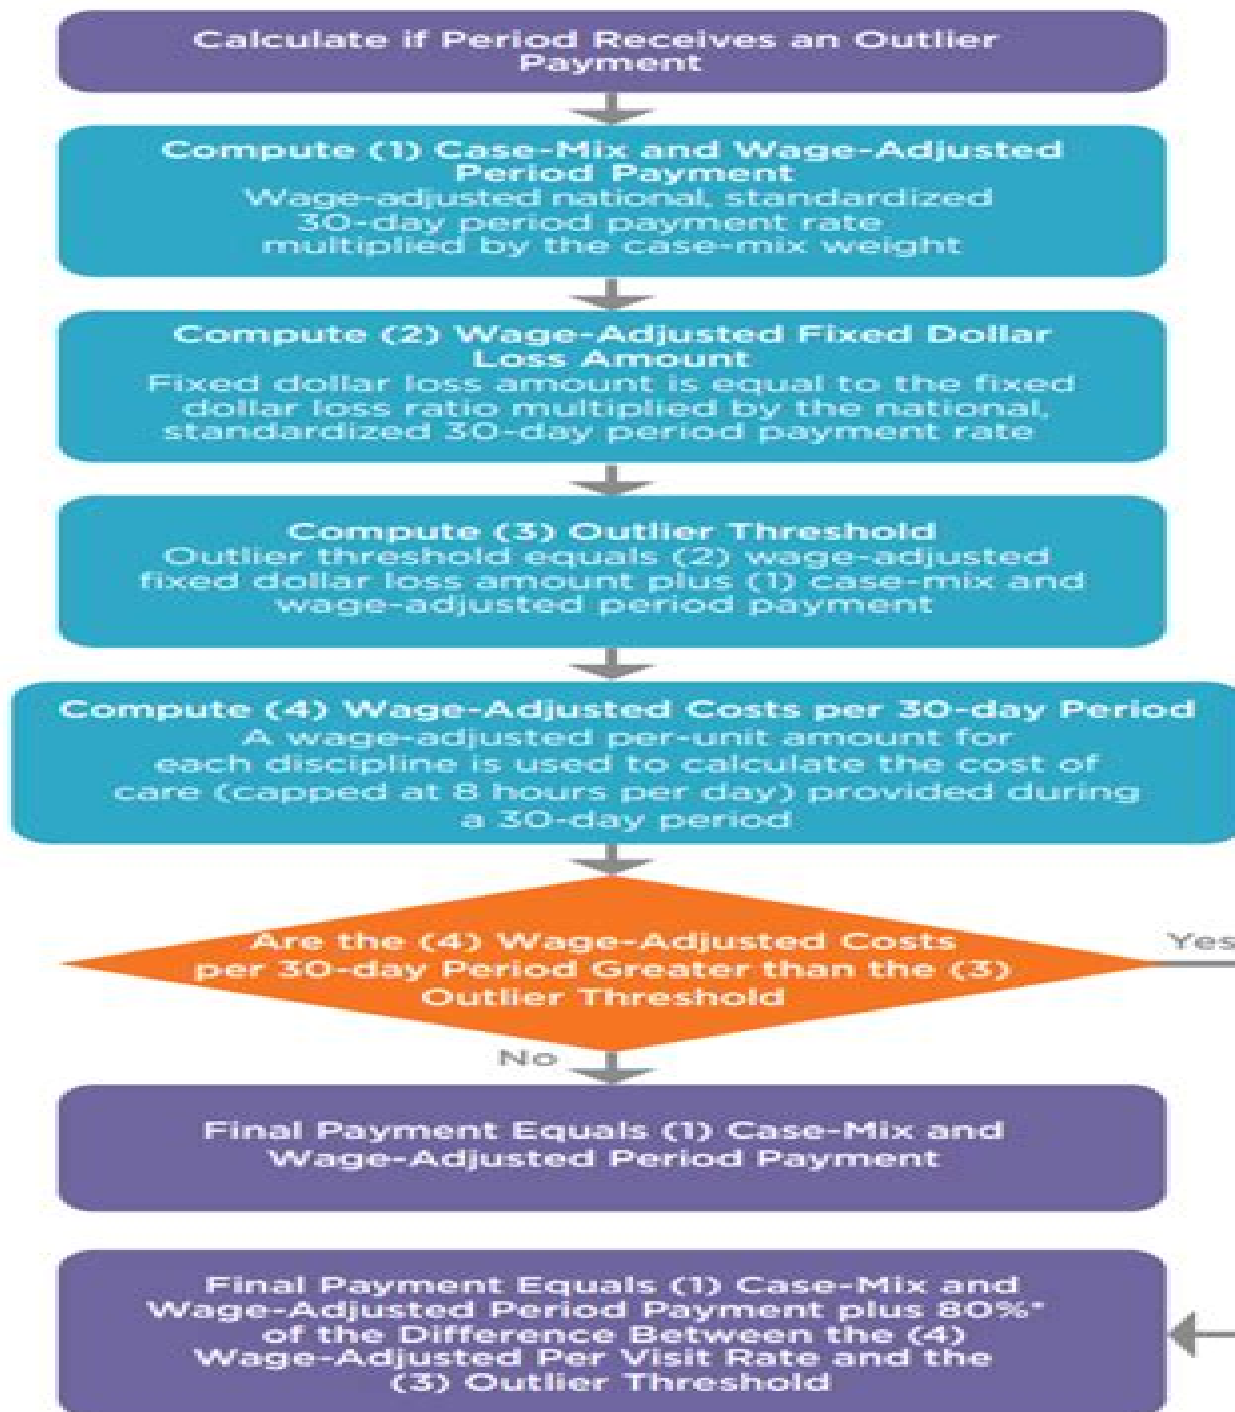 Calculate if Period Receives an Outlier
Payment
Compute (1) Case-Mix and Wage-Adjusted
Period Payment
Wage-adjusted national, standardized
30-day period payment rate
multiplied by the case-mix weight
Compute (2) Wage-Adjusted Fixed Dollar
Loss Amount
Fixed dollar loss amount is equal to the fixed
dollar loss ratio multiplied by the national,
standardized 30-day period payment rate
Compute (3) Outlier Threshold
Outlier threshold equals (2) wage-adjusted
fixed dollar loss amount plus (1) case-mix and
wage-adjusted period payment
Compute (4) Wage-Adjusted Costs per 30-day Period
A wage-adjusted per-unit amount for
each discipline is used to calculate the cost of
care (capped at 8 hours per day) provided during
a 30-day period
Are the (4) Wage-Adjusted Costs
per 30-day Period Greater than the (3)
Outlier Threshold
Yes
No
Final Payment Equals (1) Case-Mix and
Wage-Adjusted Period Payment
Final Payment Equals (1) Case-Mix and
Wage-Adjusted Period Payment plus 80%*
of the Difference Between the (4)
Wage-Adjusted Per Visit Rate and the
(3) Outlier Threshold